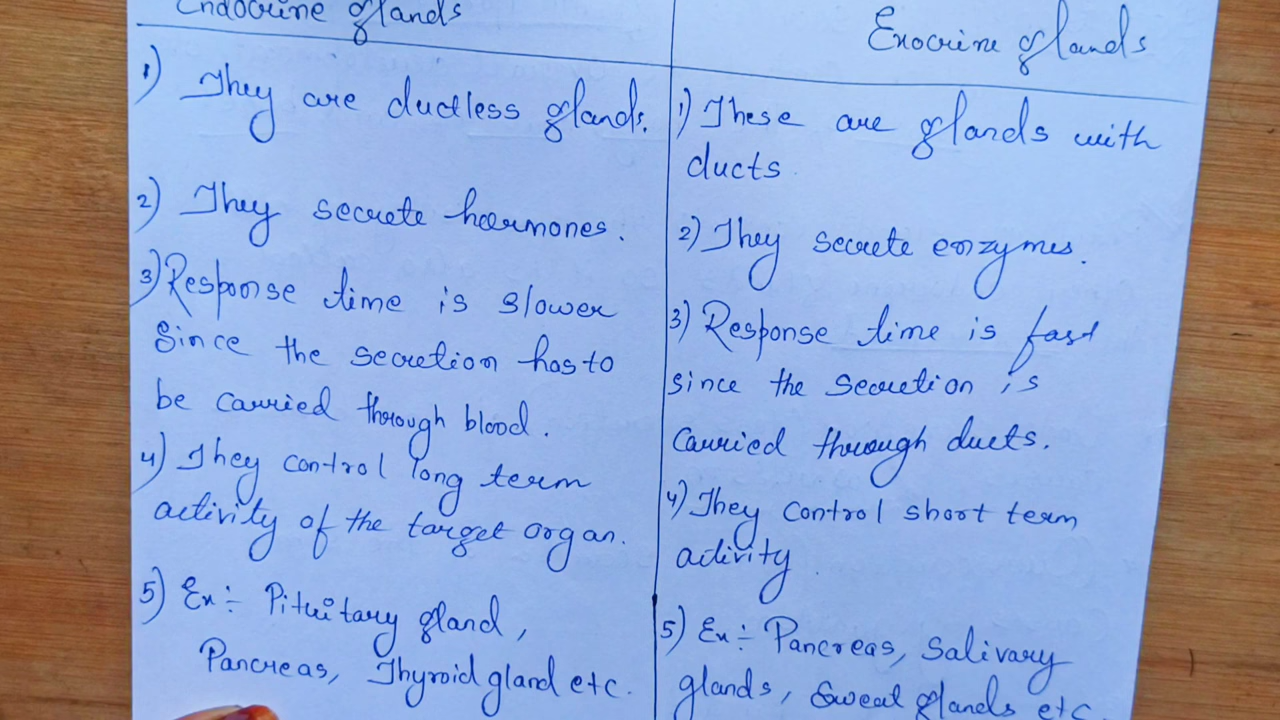 Endocrine glands
1) They are ductless glands.
2) They secrete hormones.
3) Response time is slower
Since the secretion has to
be carried through blood.
4) They control long term
activity of the target organ.
5) Ex:- Pituitary gland,
Pancreas, Thyroid gland etc.
Exocrine glands
1) These are glands with
ducts.
2) They secrete enzymes.
3) Response time is fast
since the secretion is
carried through ducts.
4) They control short term
activity.
5) Ex:- Pancreas, Salivary
glands, Sweat glands etc